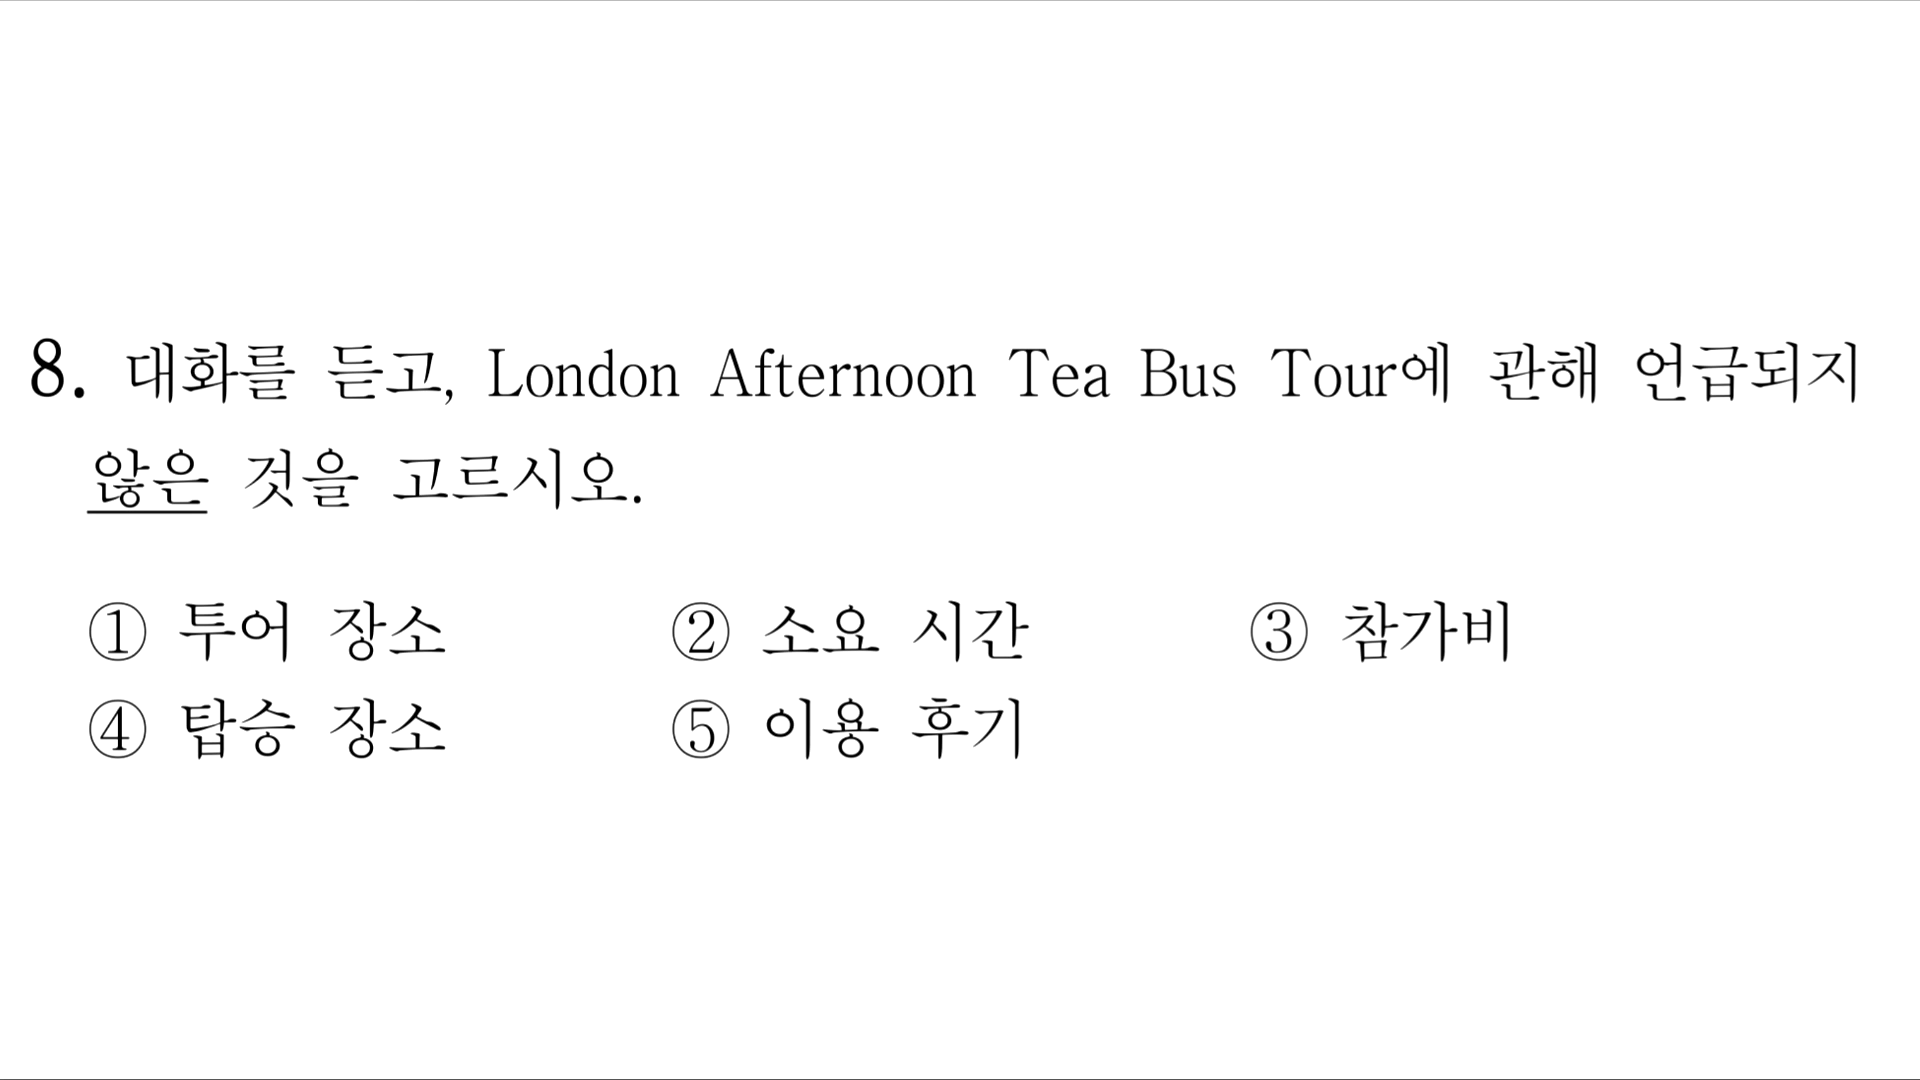 8. 대화를 듣고, London Afternoon Tea Bus Tour에 관해 언급되지
않은 것을 고르시오.
① 투어 장소 ② 소요 시간 ③ 참가비
④ 탑승 장소 ⑤ 이용 후기